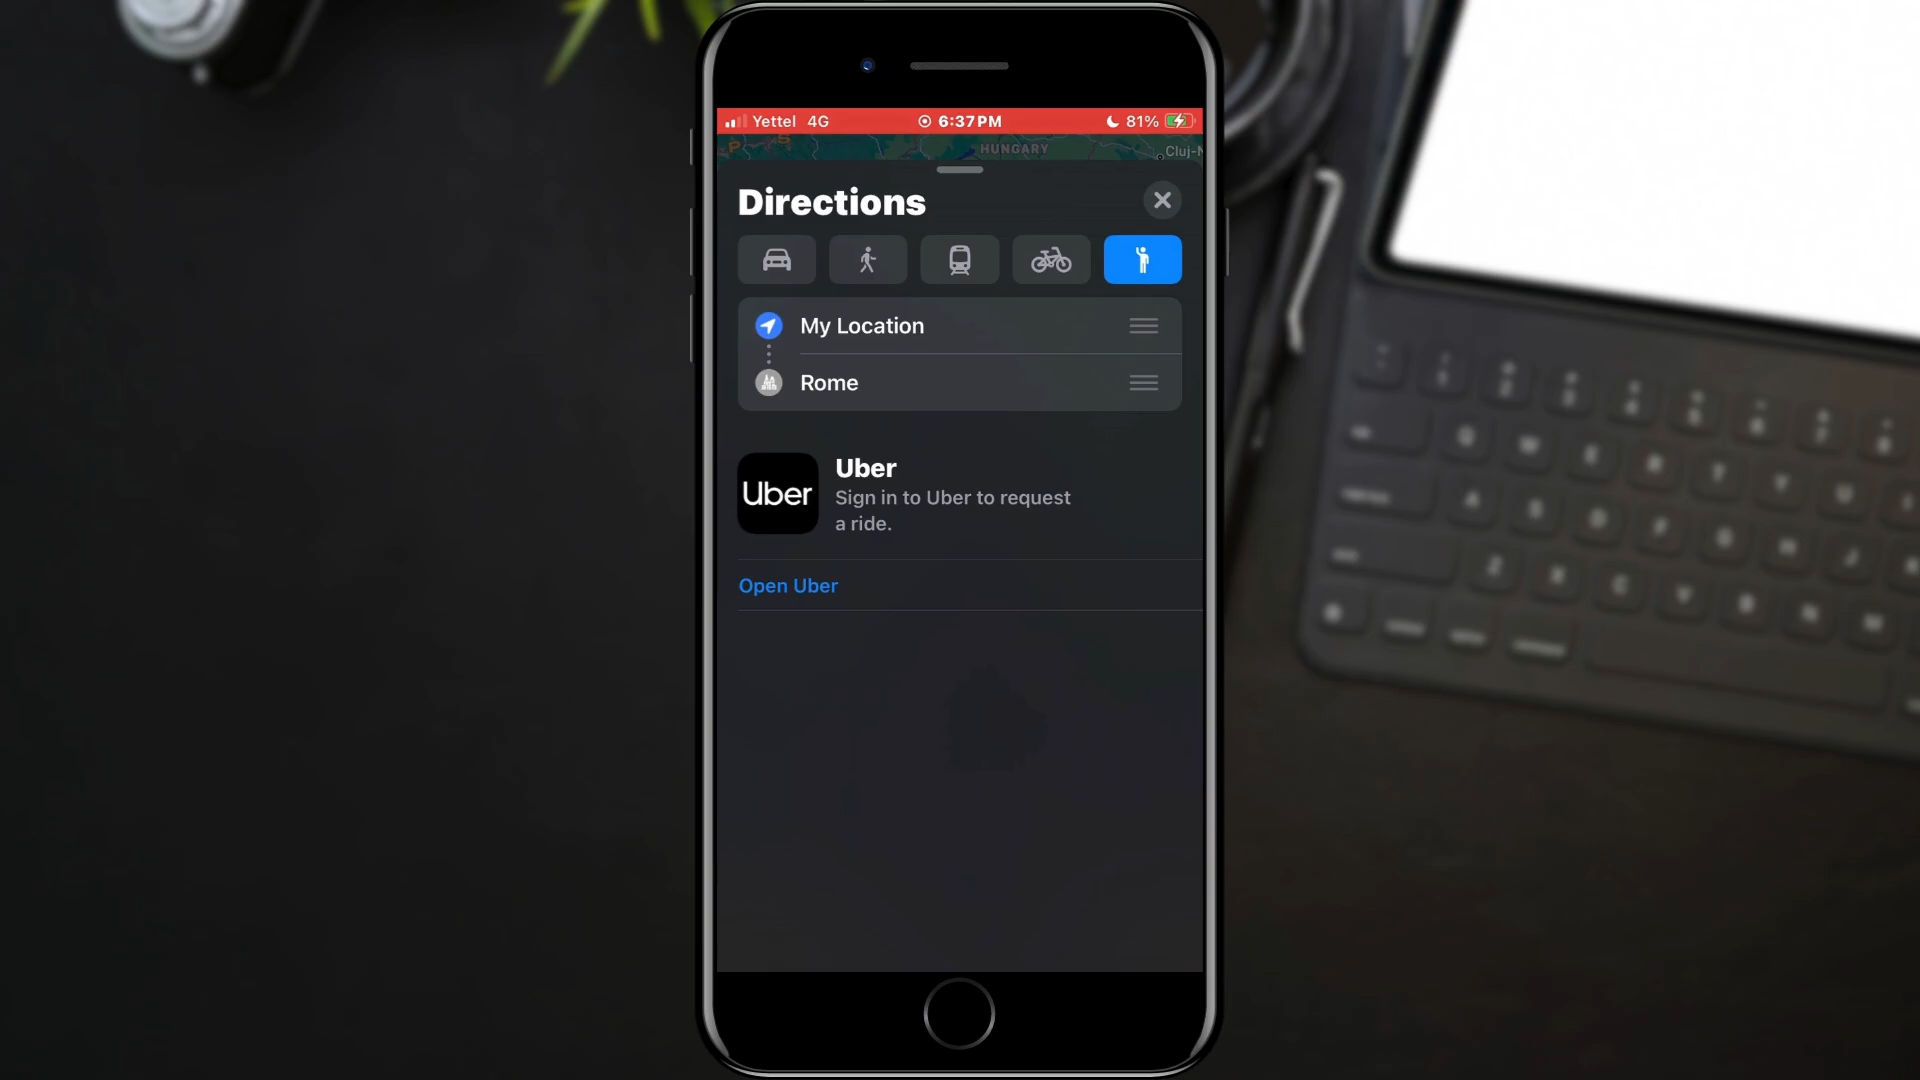 Yettel 4G 6:37 PM 81%
P S HUNGARY Cluj-N
Directions
My Location
Rome
Uber
Uber
Sign in to Uber to request
a ride.
Open Uber